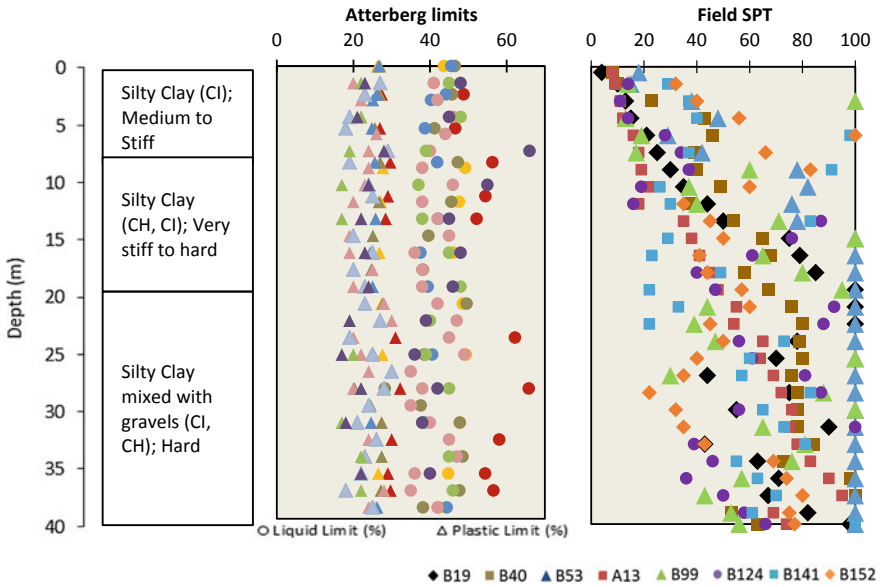 Atterberg limits
Field SPT
0 20 40 60
0 20 40 60 80 100
Depth (m)
0
5
10
15
20
25
30
35
40
Silty Clay (CI);
Medium to
Stiff
Silty Clay
(CH, CI); Very
stiff to hard
Silty Clay
mixed with
gravels (CI,
CH); Hard
Liquid Limit (%) Plastic Limit (%)
B19 B40 B53 A13 B99 B124 B141 B152